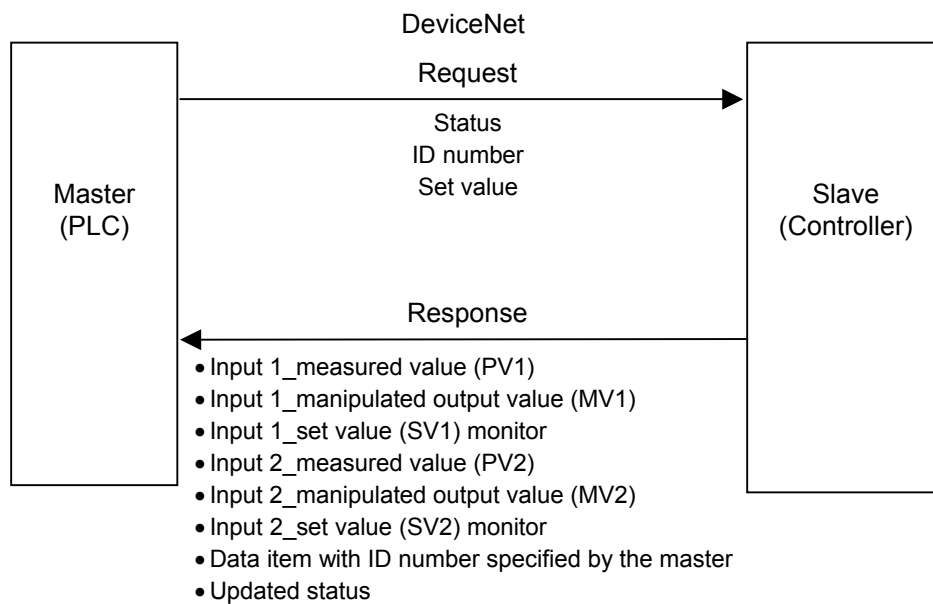 DeviceNet
Request
Status
ID number
Set value
Master
(PLC)
Slave
(Controller)
Response
• Input 1_measured value (PV1)
• Input 1_manipulated output value (MV1)
• Input 1_set value (SV1) monitor
• Input 2_measured value (PV2)
• Input 2_manipulated output value (MV2)
• Input 2_set value (SV2) monitor
• Data item with ID number specified by the master
• Updated status